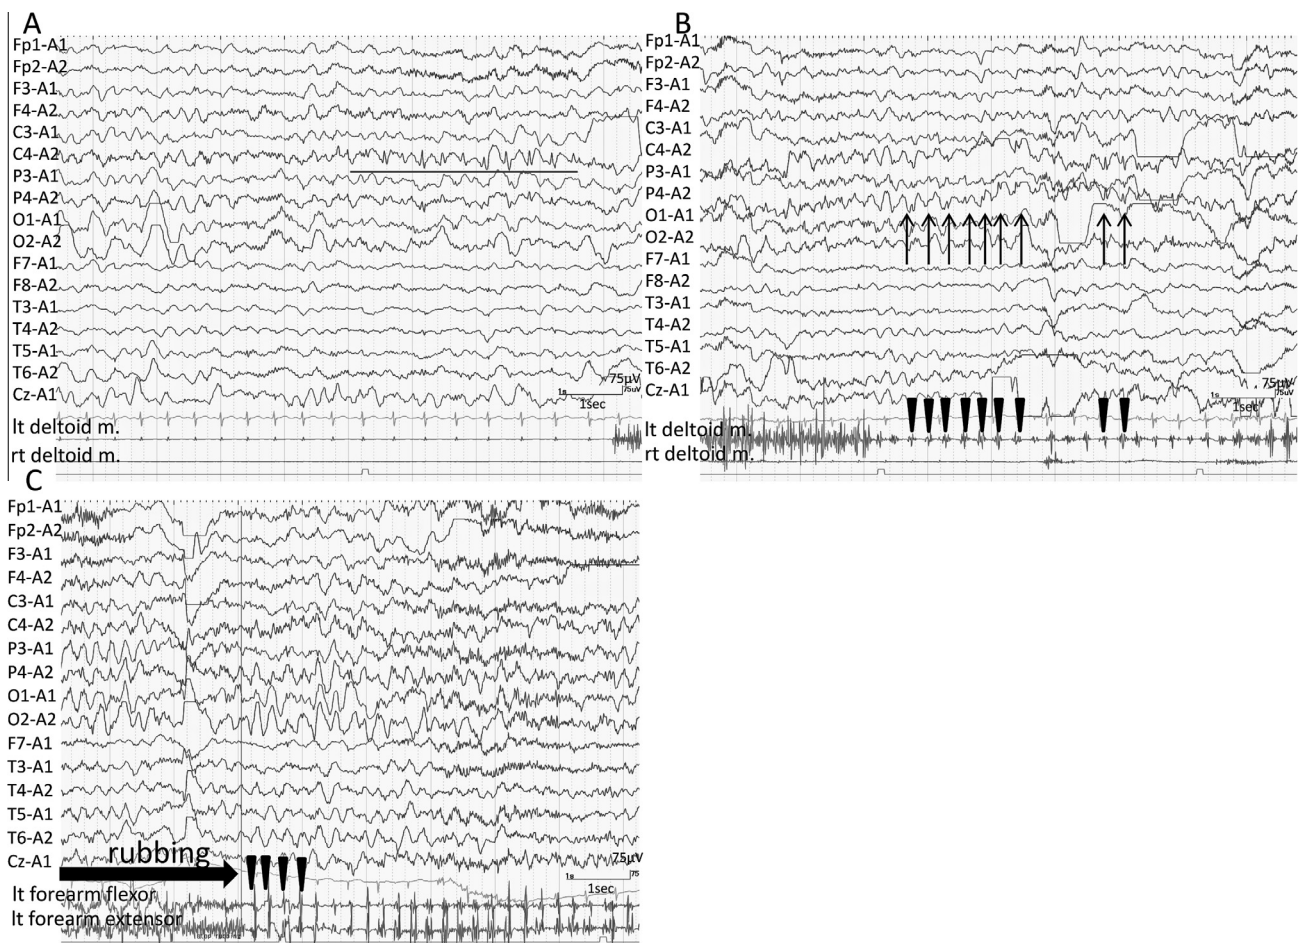 A
Fp1-A1
Fp2-A2
F3-A1
F4-A2
C3-A1
C4-A2
P3-A1
P4-A2
O1-A1
O2-A2
F7-A1
F8-A2
T3-A1
T4-A2
T5-A1
T6-A2
Cz-A1
75μV
1s 75uV
1sec
lt deltoid m.
rt deltoid m.
B
Fp1-A1
Fp2-A2
F3-A1
F4-A2
C3-A1
C4-A2
P3-A1
P4-A2
O1-A1
O2-A2
F7-A1
F8-A2
T3-A1
T4-A2
T5-A1
T6-A2
Cz-A1
75μV
1s 75uV
1sec
lt deltoid m.
rt deltoid m.
C
Fp1-A1
Fp2-A2
F3-A1
F4-A2
C3-A1
C4-A2
P3-A1
P4-A2
O1-A1
O2-A2
F7-A1
T3-A1
T4-A2
T5-A1
T6-A2
Cz-A1
rubbing
75μV
1s 75
1sec
lt forearm flexor
lt forearm extensor